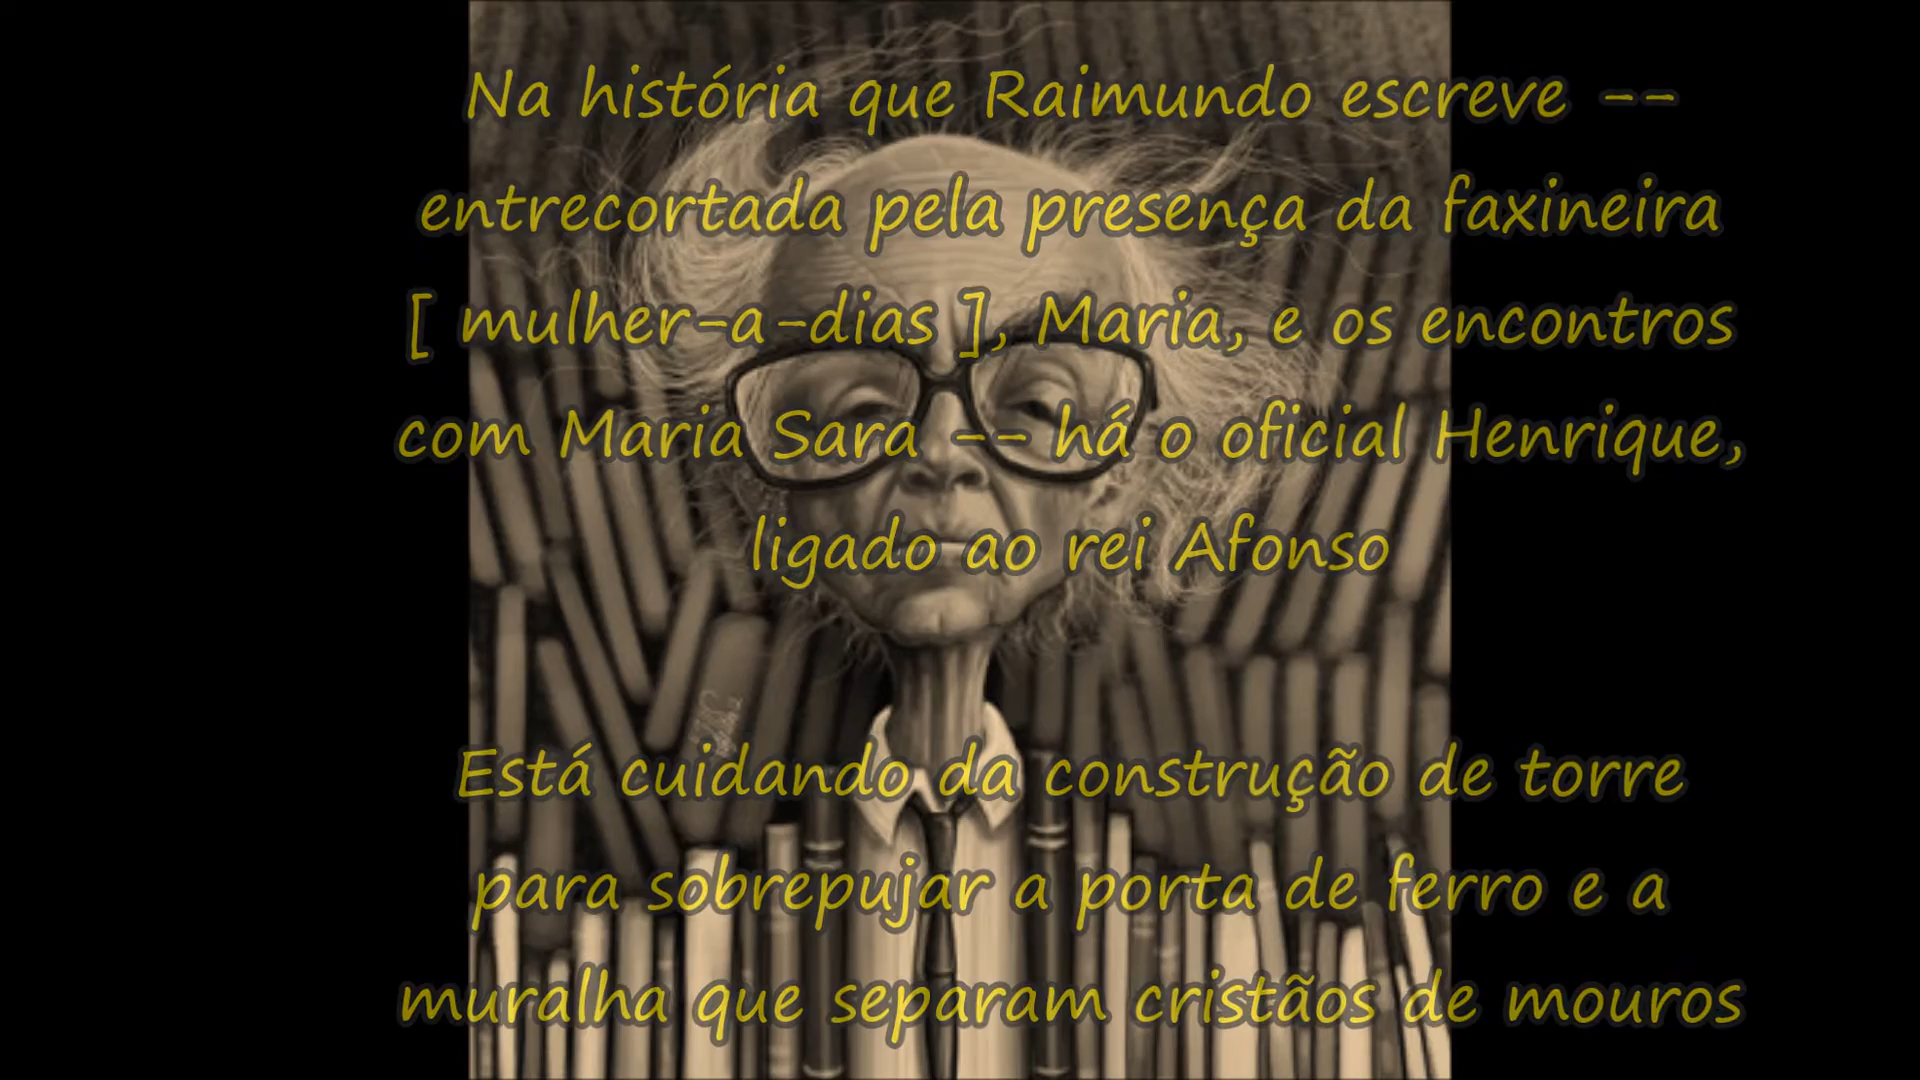 Na história que Raimundo escreve --
entrecortada pela presença da faxineira
[ mulher-a-dias ], Maria, e os encontros
com Maria Sara -- há o oficial Henrique,
ligado ao rei Afonso
Está cuidando da construção de torre
para sobrepujar a porta de ferro e a
muralha que separam cristãos de mouros